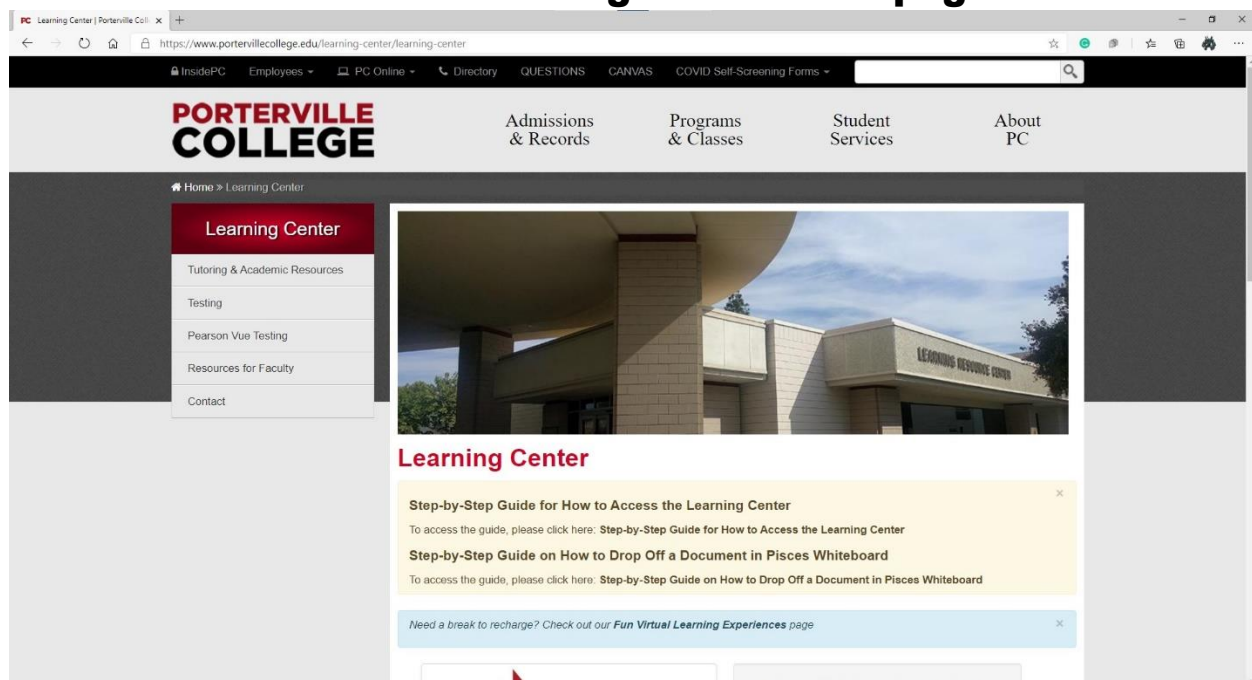 PC Learning Center | Porterville Coll
https://www.portervillecollege.edu/learning-center/learning-center
InsidePC Employees PC Online Directory QUESTIONS CANVAS COVID Self-Screening Forms
PORTERVILLE
COLLEGE
Admissions
& Records
Programs
& Classes
Student
Services
About
PC
Home » Learning Center
Learning Center
Tutoring & Academic Resources
Testing
Pearson Vue Testing
Resources for Faculty
Contact
LEARNING RESOURCE CENTER
Learning Center
Step-by-Step Guide for How to Access the Learning Center
To access the guide, please click here: Step-by-Step Guide for How to Access the Learning Center
Step-by-Step Guide on How to Drop Off a Document in Pisces Whiteboard
To access the guide, please click here: Step-by-Step Guide on How to Drop Off a Document in Pisces Whiteboard
Need a break to recharge? Check out our Fun Virtual Learning Experiences page